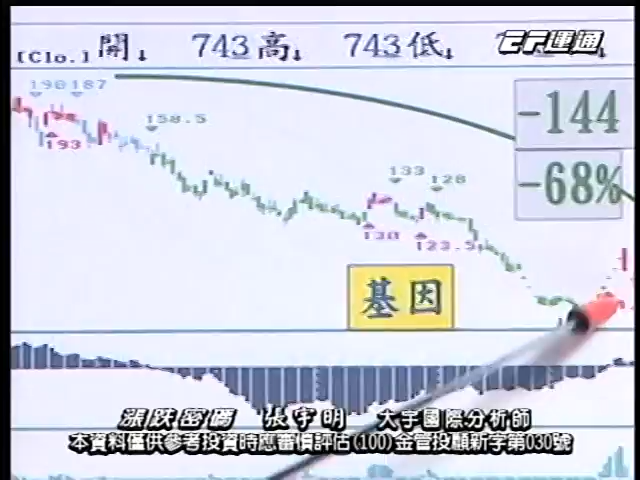 [Clo.] 開↓ 743高↓ 743低↓
運通
190 187
193
158.5
-144
-68%
133 128
130
123.5
基因
漲跌密碼 張宇明 大宇國際分析師
本資料僅供參考投資時應審慎評估(100)金管投顧新字第030號